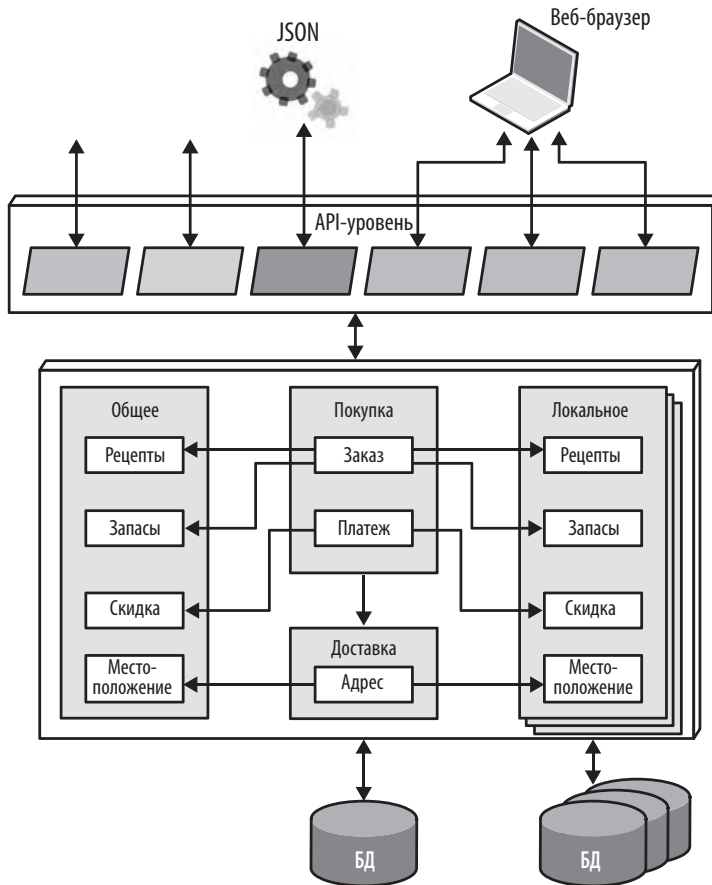 JSON
Веб-браузер
API-уровень
Общее
Рецепты
Запасы
Скидка
Место-
положение
Покупка
Заказ
Платеж
Доставка
Адрес
Локальное
Рецепты
Запасы
Скидка
Место-
положение
БД
БД